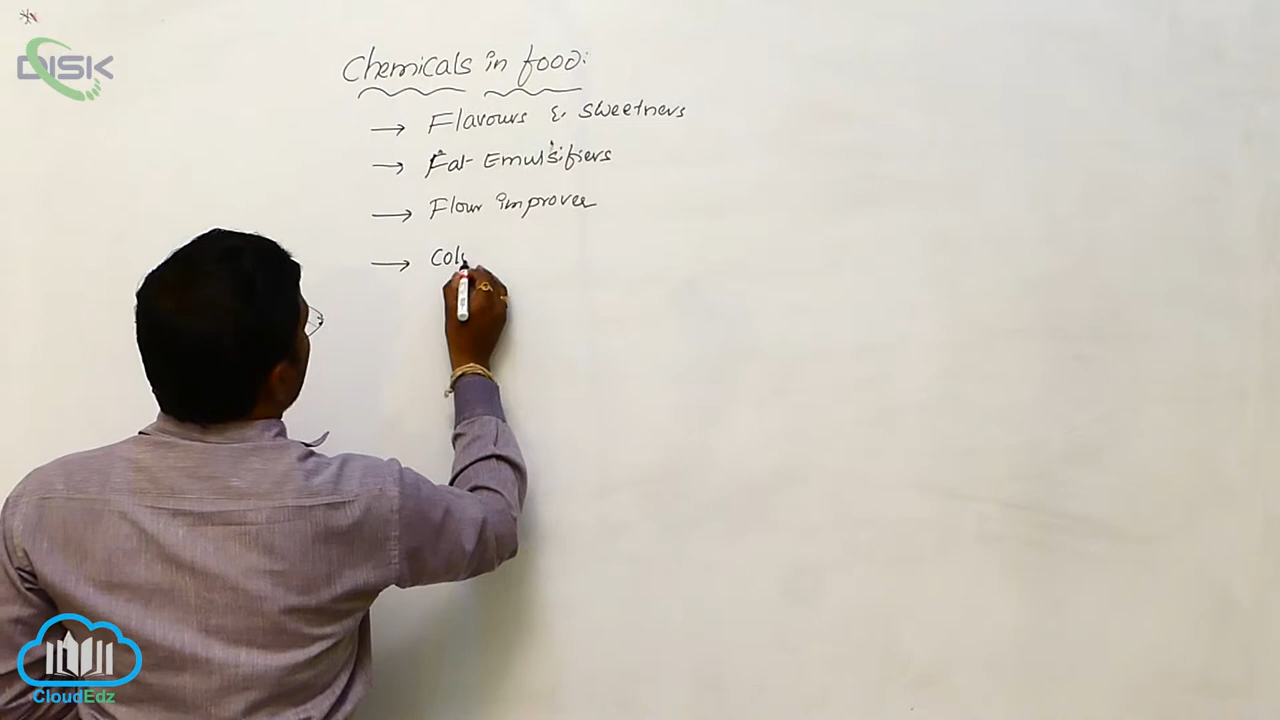 DISK
Chemicals in food:
→ Flavours & Sweetners
→ Fat Emulsifiers
→ Flour improver
→ Col
CloudEdz